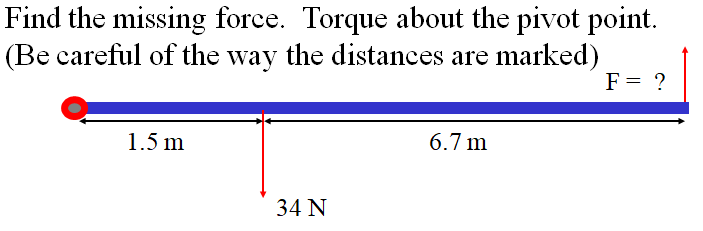 Find the missing force.  Torque about the pivot point.
(Be careful of the way the distances are marked)
F =  ?
1.5 m
6.7 m
34 N